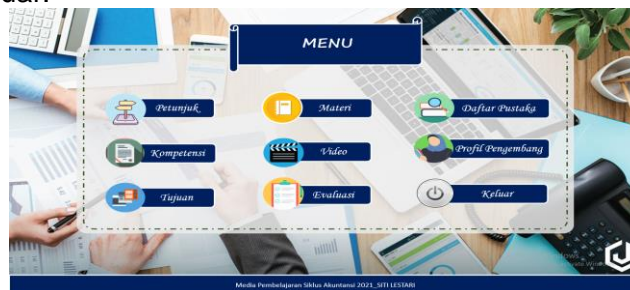 MENU
Petunjuk
Materi
Daftar Pustaka
Kompetensi
Video
Profil Pengembang
Tujuan
Evaluasi
Keluar
Media Pembelajaran Siklus Akuntansi 2021_SITI LESTARI